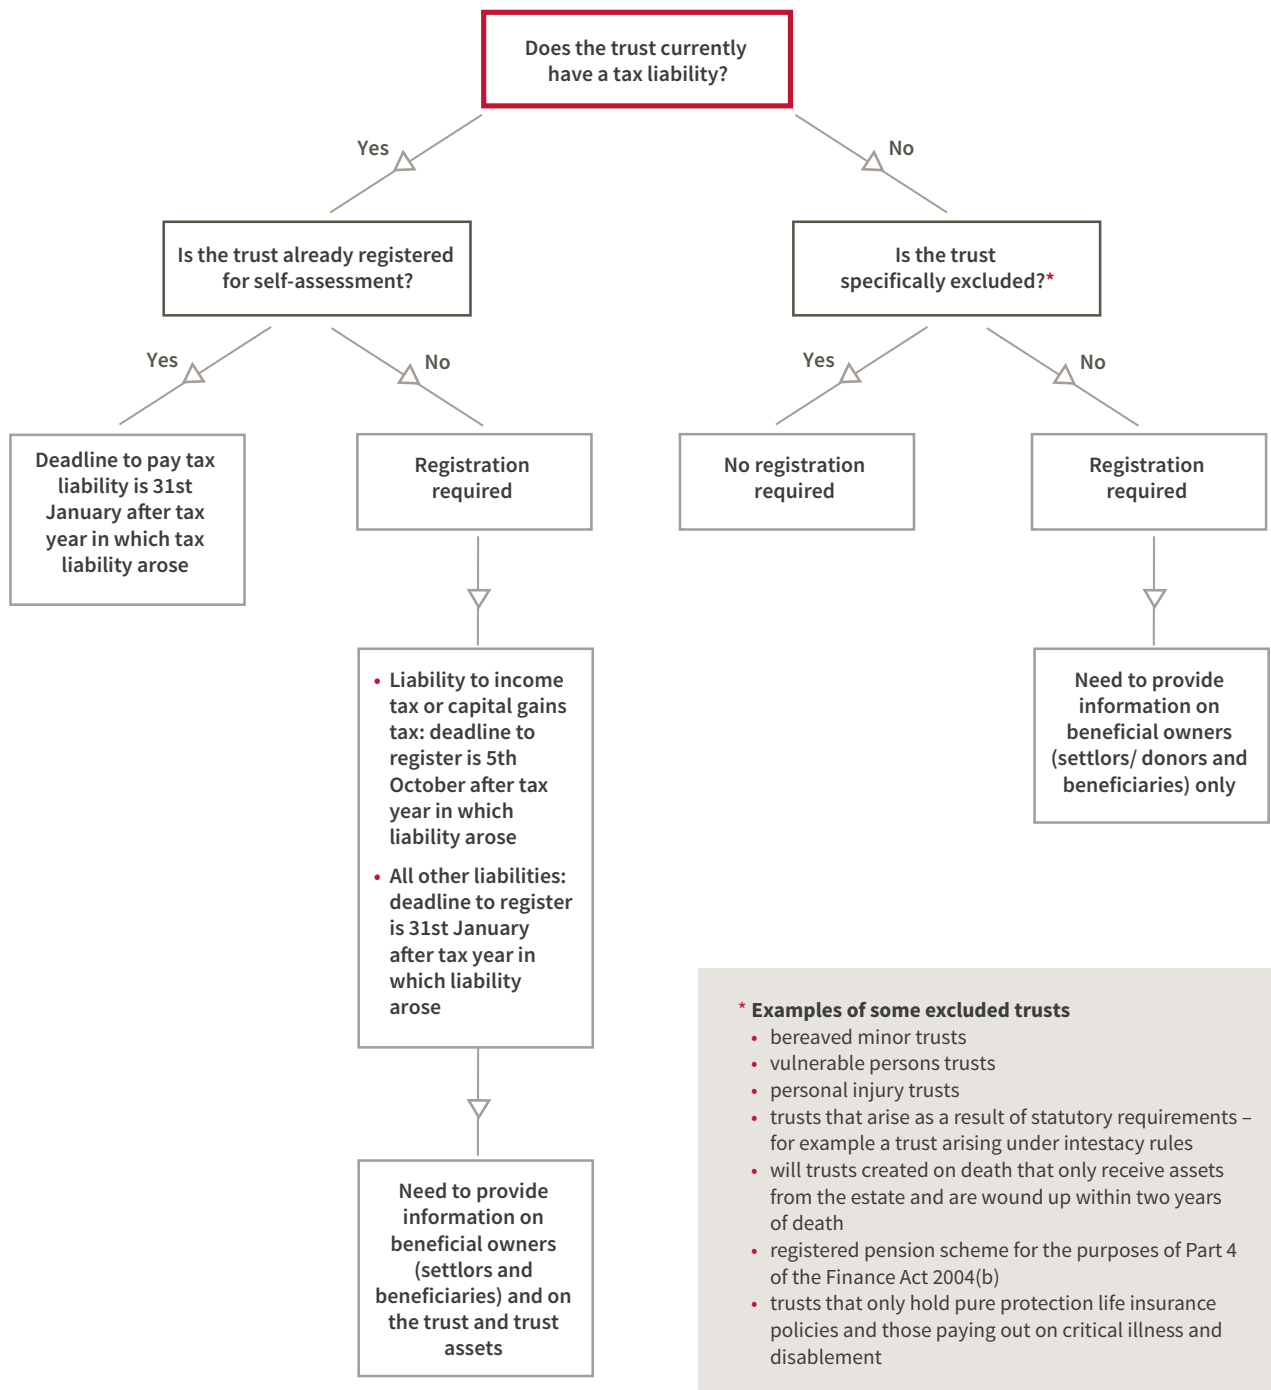 Does the trust currently
have a tax liability?
Yes
No
Is the trust already registered
for self-assessment?
Is the trust
specifically excluded?*
Yes
No
Yes
No
Deadline to pay tax
liability is 31st
January after tax
year in which tax
liability arose
Registration
required
No registration
required
Registration
required
• Liability to income
tax or capital gains
tax: deadline to
register is 5th
October after tax
year in which
liability arose
• All other liabilities:
deadline to register
is 31st January
after tax year in
which liability
arose
Need to provide
information on
beneficial owners
(settlors/ donors and
beneficiaries) only
Need to provide
information on
beneficial owners
(settlors and
beneficiaries) and on
the trust and trust
assets
* Examples of some excluded trusts
• bereaved minor trusts
• vulnerable persons trusts
• personal injury trusts
• trusts that arise as a result of statutory requirements –
for example a trust arising under intestacy rules
• will trusts created on death that only receive assets
from the estate and are wound up within two years
of death
• registered pension scheme for the purposes of Part 4
of the Finance Act 2004(b)
• trusts that only hold pure protection life insurance
policies and those paying out on critical illness and
disablement